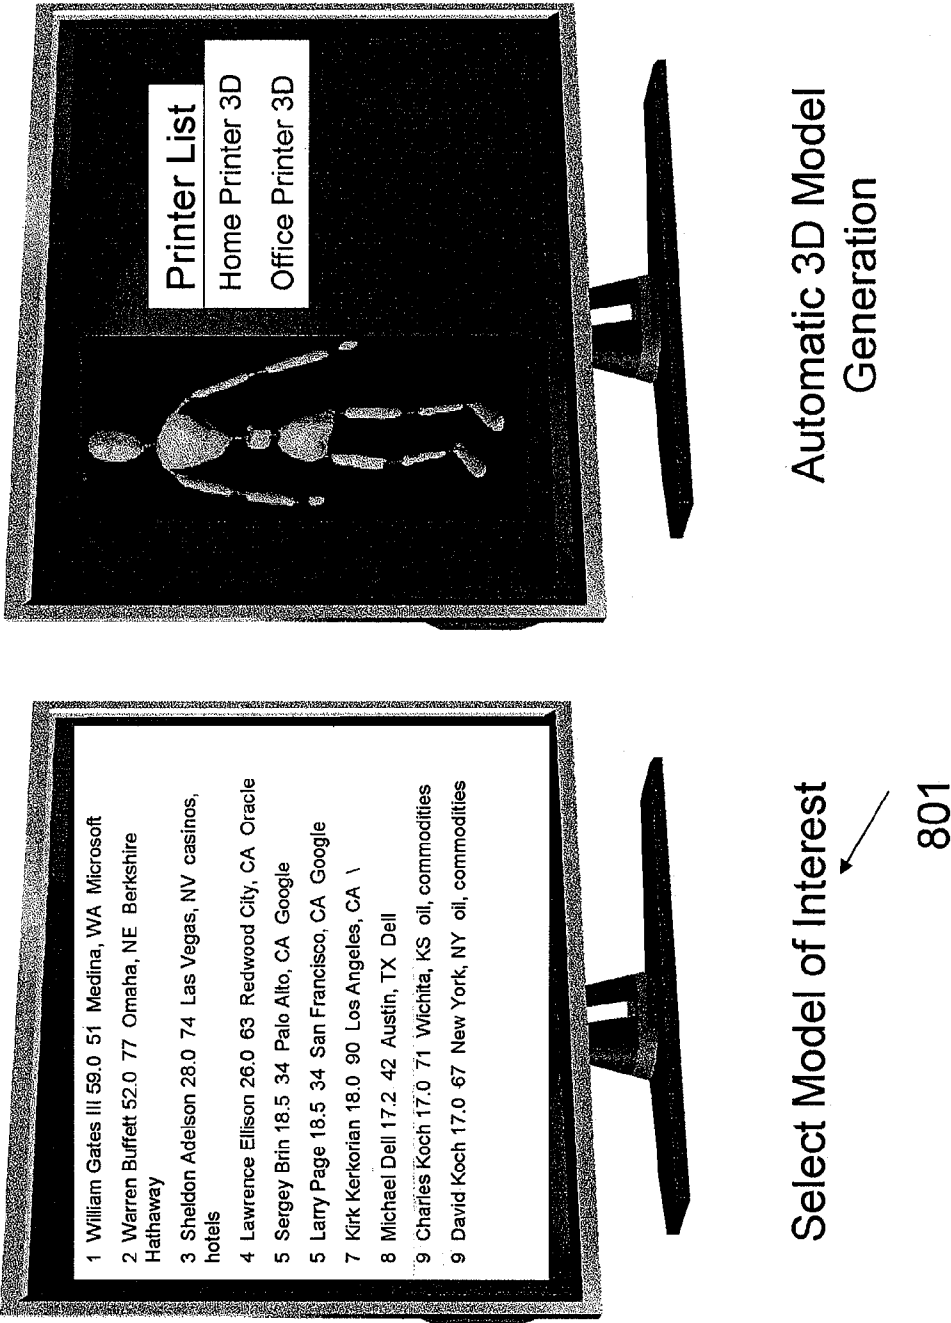 1 William Gates III 59.0 51 Medina, WA Microsoft
2 Warren Buffett 52.0 77 Omaha, NE Berkshire
Hathaway
3 Sheldon Adelson 28.0 74 Las Vegas, NV casinos,
hotels
4 Lawrence Ellison 26.0 63 Redwood City, CA Oracle
5 Sergey Brin 18.5 34 Palo Alto, CA Google
5 Larry Page 18.5 34 San Francisco, CA Google
7 Kirk Kerkorian 18.0 90 Los Angeles, CA \
8 Michael Dell 17.2 42 Austin, TX Dell
9 Charles Koch 17.0 71 Wichita, KS oil, commodities
9 David Koch 17.0 67 New York, NY oil, commodities
Select Model of Interest
801
Printer List
Home Printer 3D
Office Printer 3D
Automatic 3D Model
Generation